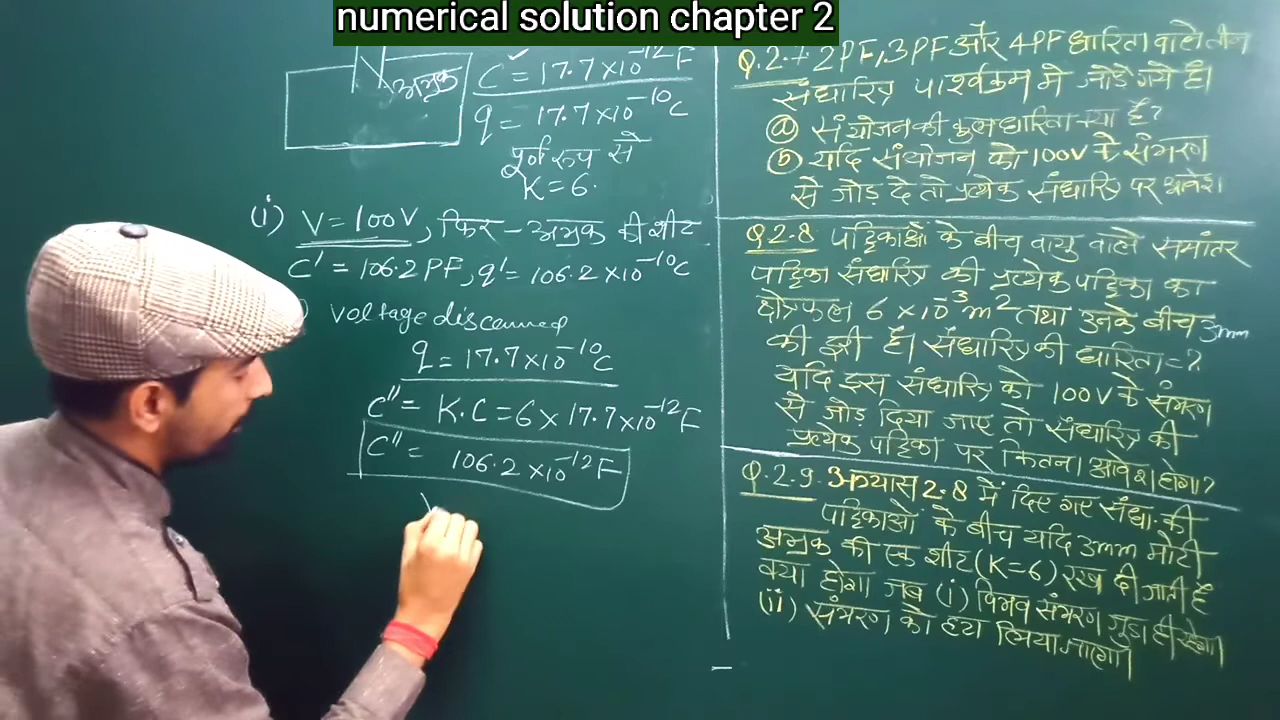 numerical solution chapter 2
अभ्रक
C = 17.7×10⁻¹²F
q = 17.7×10⁻¹⁰C
पूर्ण रूप से
K = 6.
(i) V = 100V, फिर - अभ्रक की शीट
C' = 106.2 PF, q' = 106.2×10⁻¹⁰C
voltage
q = 17.7×10⁻¹⁰C
C'' = K.C = 6 × 17.7×10⁻¹²F
C'' = 106.2×10⁻¹²F
Q.2.7 2PF, 3PF और 4PF धारिता वाले तीन
संधारित्र पार्श्वक्रम मे जोड़े गये हैं।
(a) संयोजन की कुल धारिता क्या है?
(b) यदि संयोजन को 100V के संभरण
से जोड़ दे तो प्रत्येक संधारित्र पर आवेश।
Q.2.8 पट्टिकाओं के बीच वायु वाले समांतर
पट्टिका संधारित्र की प्रत्येक पट्टिका का
क्षेत्रफल 6×10⁻³m² तथा उनके बीच 3mm
की दूरी है। संधारित्र की धारिता = ?
यदि इस संधारित्र को 100V के संभरण
से जोड़ दिया जाए तो संधारित्र की
प्रत्येक पट्टिका पर कितना आवेश होगा?
Q.2.9. अभ्यास 2.8 में दिए गए संधा. की
पट्टिकाओं के बीच यदि 3mm मोटी
अभ्रक की एक शीट (K=6) रख दी जाती है
क्या होगा जब (i) विभव संभरण जुड़ा ही रहेगा।
(ii) संभरण को हटा लिया जाएगा।